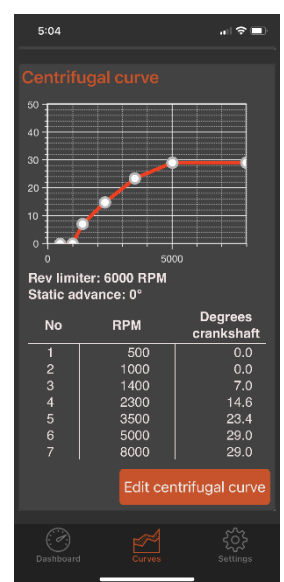 5:04
Centrifugal curve
50
40
30
20
10
0
0 5000
Rev limiter: 6000 RPM
Static advance: 0°
No RPM Degrees crankshaft
1 500 0.0
2 1000 0.0
3 1400 7.0
4 2300 14.6
5 3500 23.4
6 5000 29.0
7 8000 29.0
Edit centrifugal curve
Dashboard Curves Settings